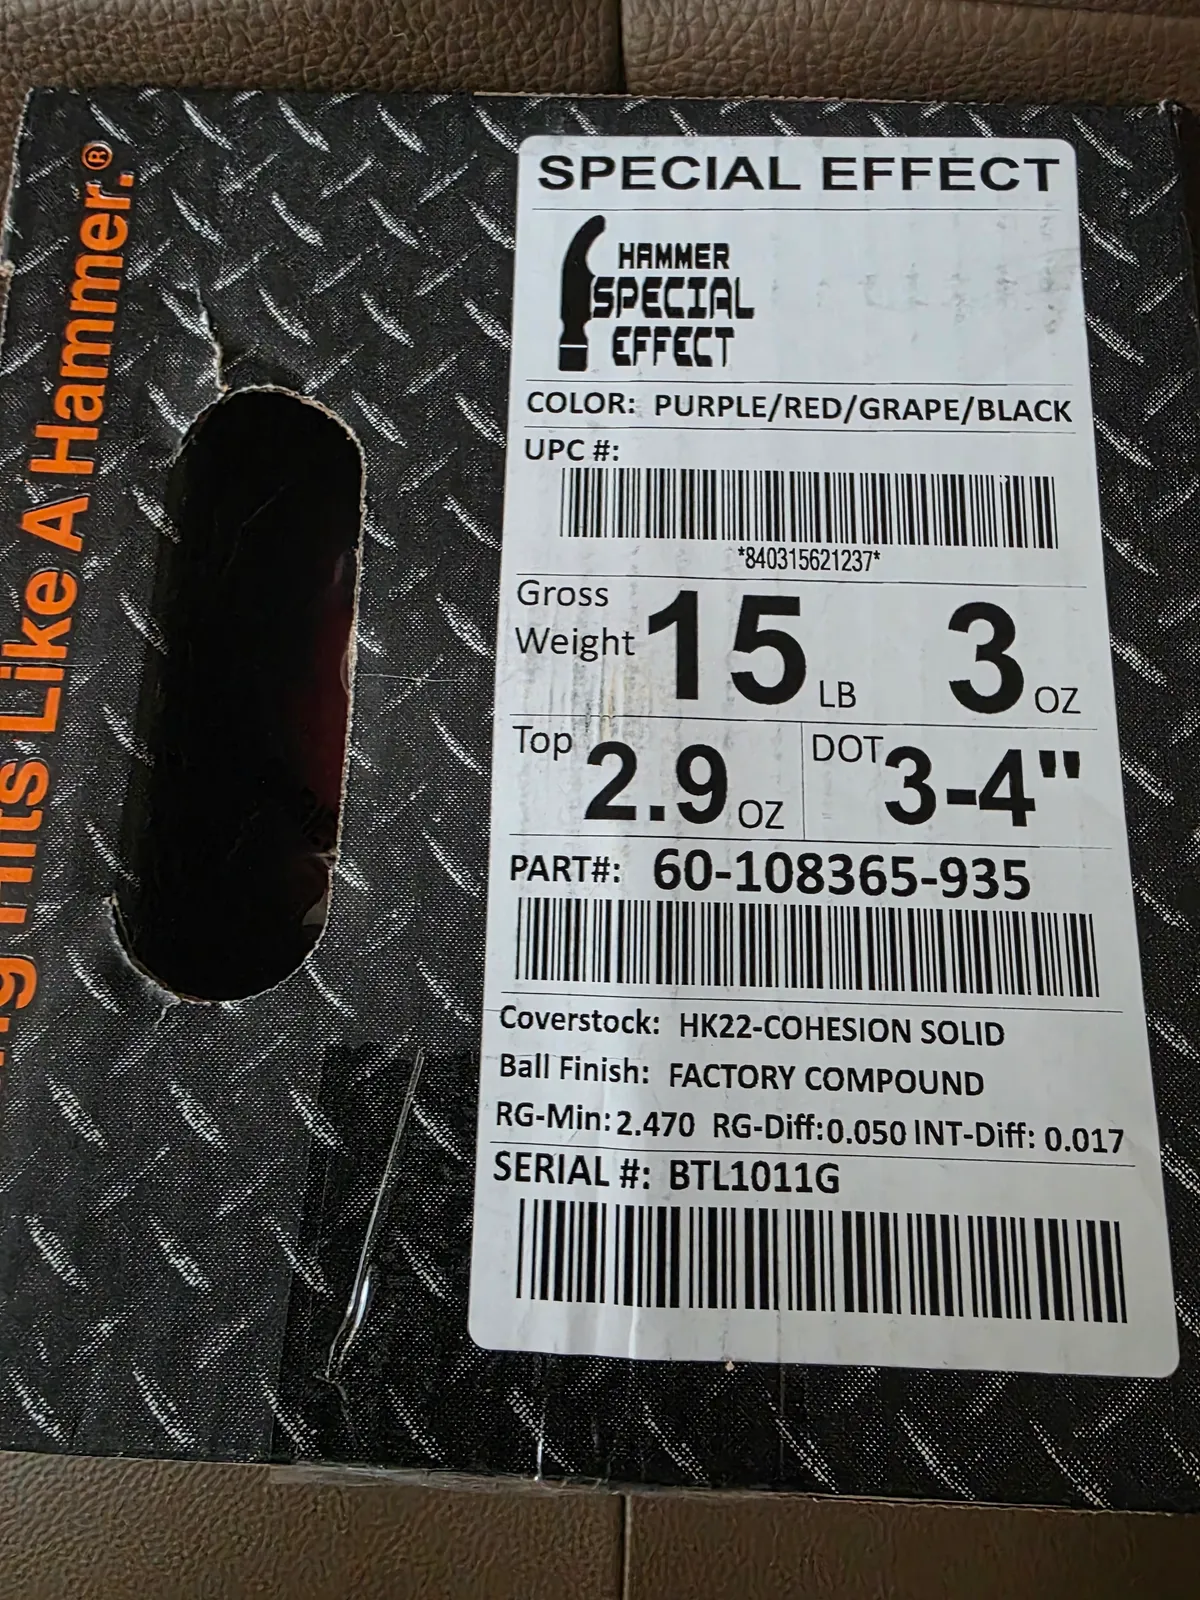 Nothing Hits Like A Hammer.®
SPECIAL EFFECT
HAMMER
SPECIAL
EFFECT
COLOR: PURPLE/RED/GRAPE/BLACK
UPC #:
*840315621237*
Gross Weight 15 LB 3 OZ
Top 2.9 OZ DOT 3-4"
PART#: 60-108365-935
Coverstock: HK22-COHESION SOLID
Ball Finish: FACTORY COMPOUND
RG-Min: 2.470 RG-Diff: 0.050 INT-Diff: 0.017
SERIAL #: BTL1011G